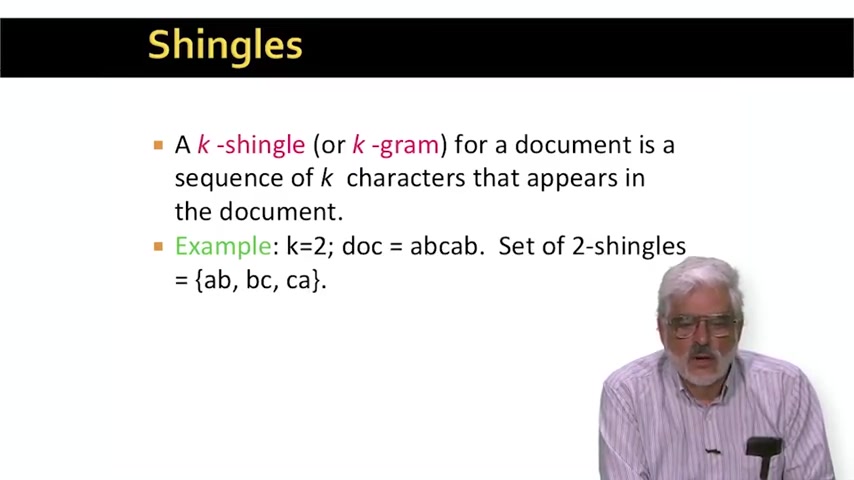 Shingles
A k -shingle (or k -gram) for a document is a
sequence of k characters that appears in
the document.
Example: k=2; doc = abcab. Set of 2-shingles
= {ab, bc, ca}.